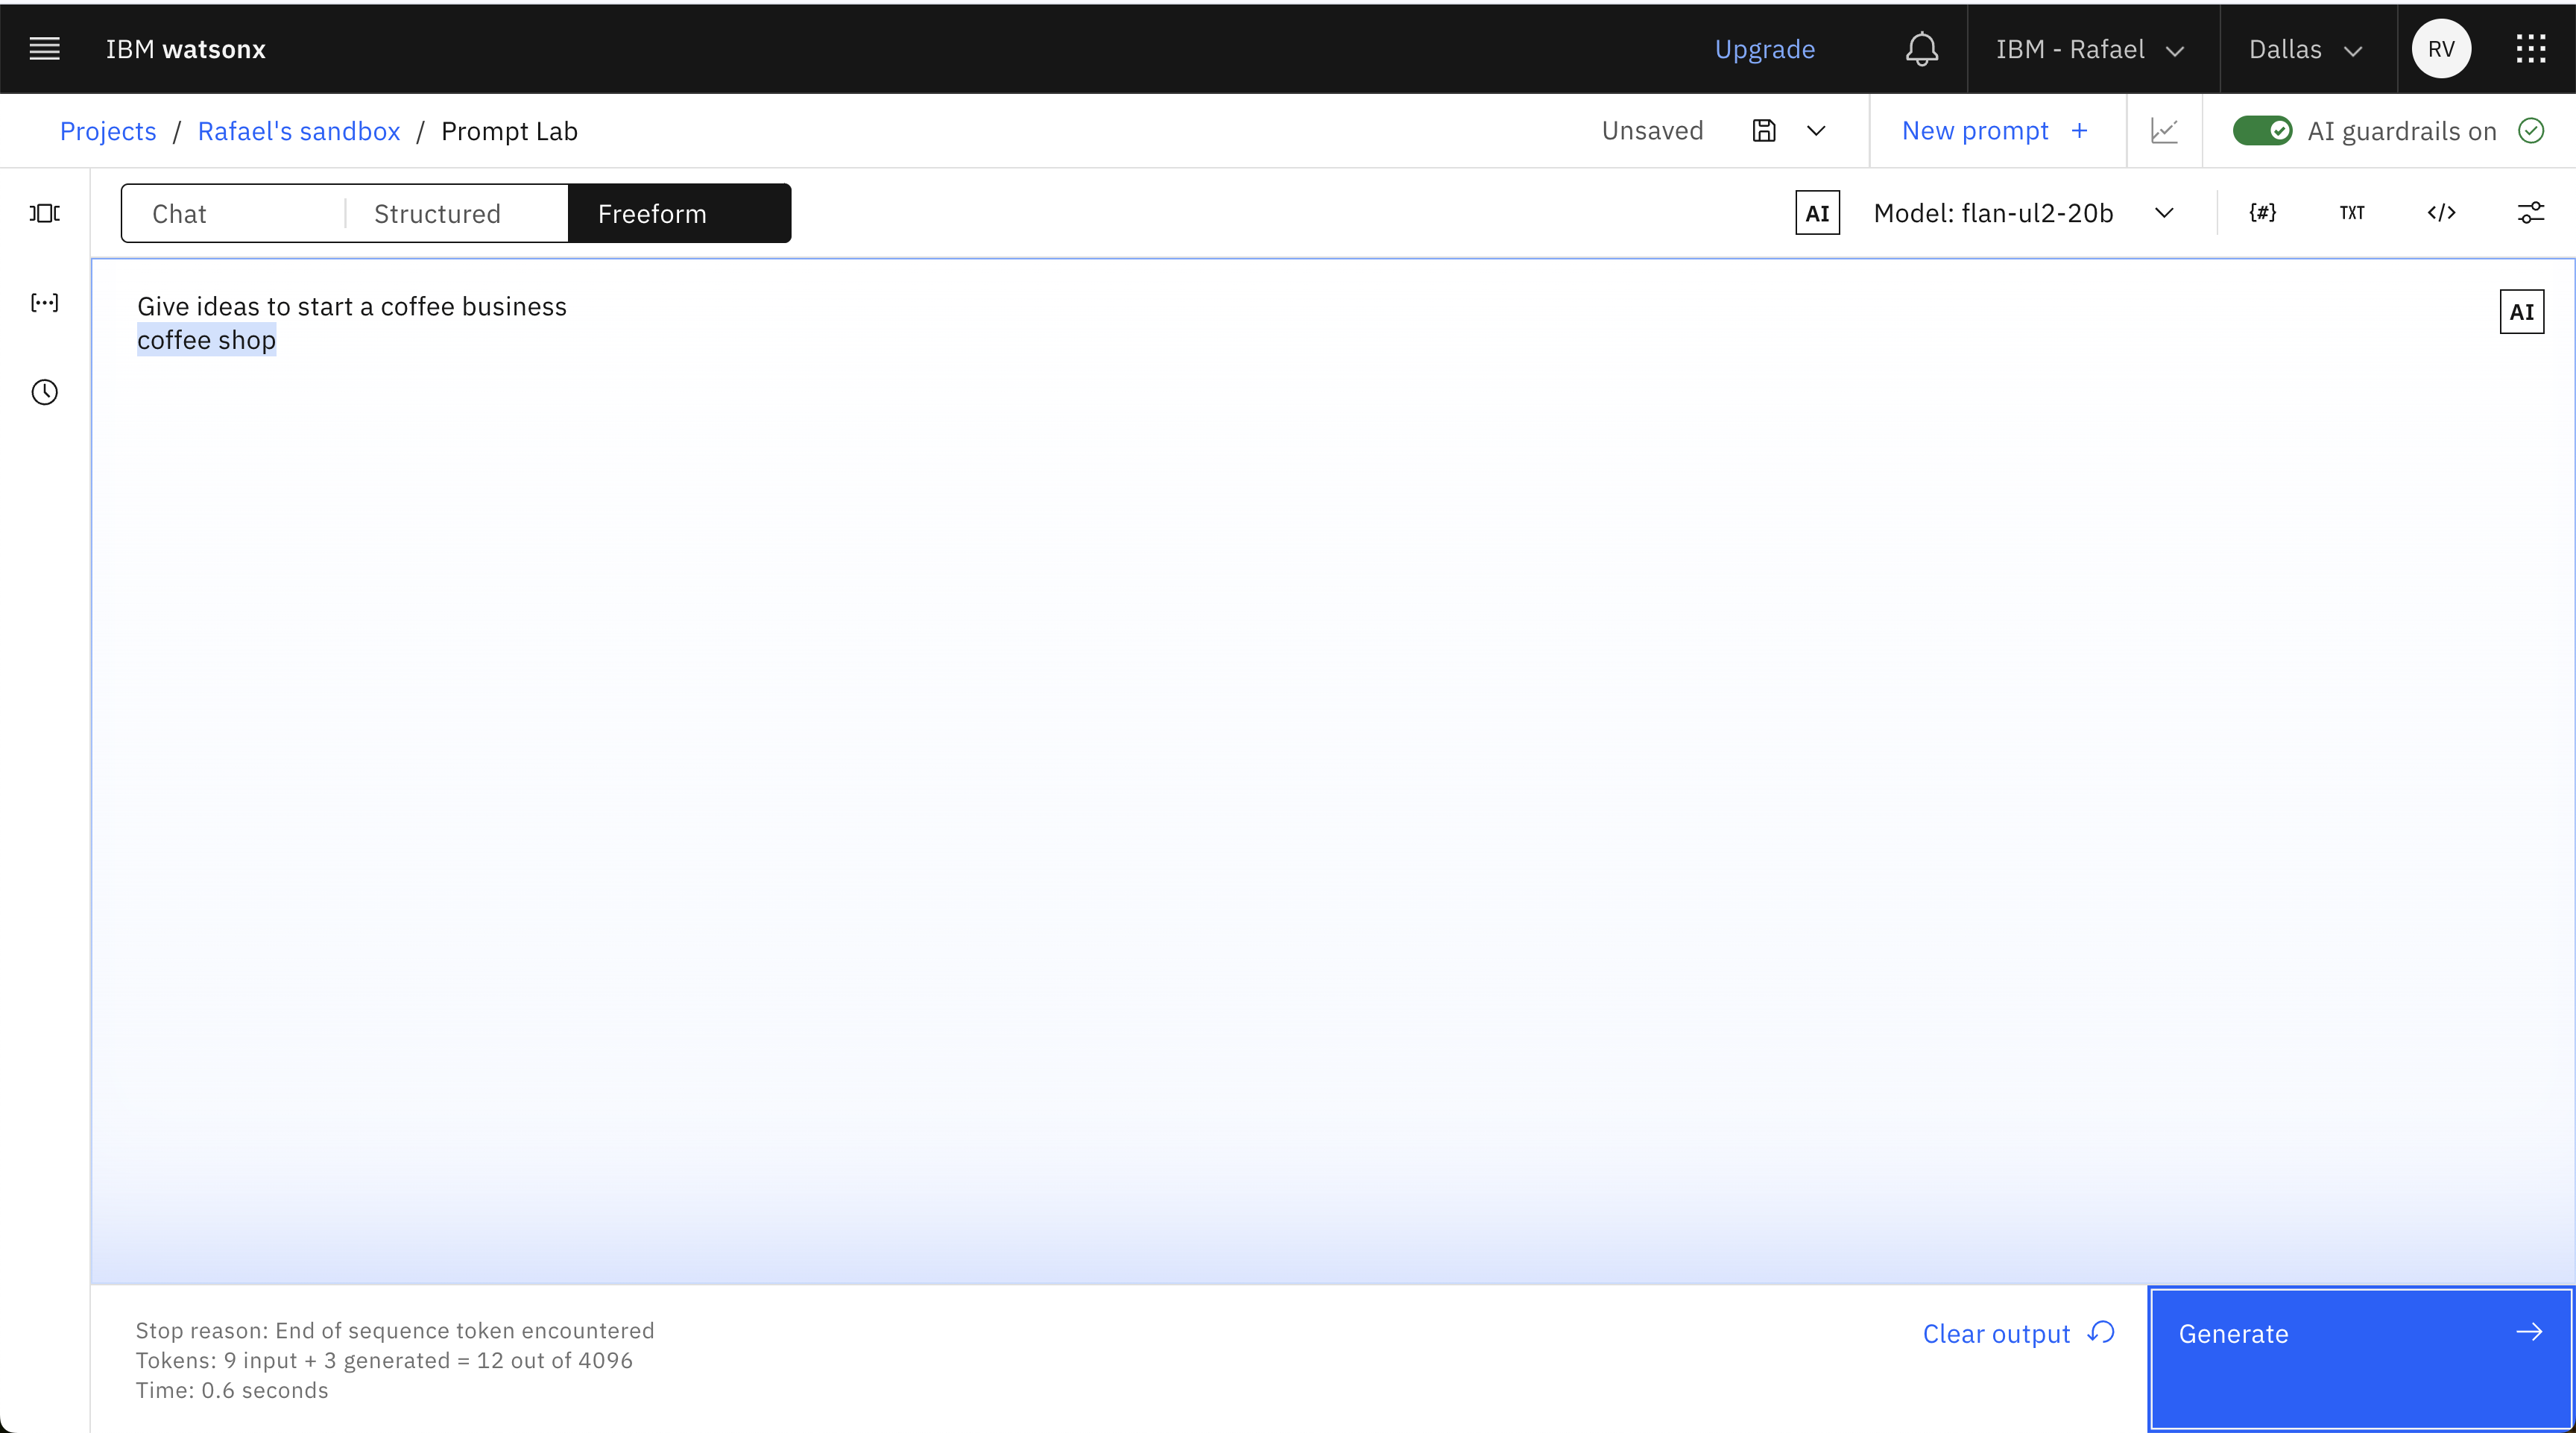 IBM watsonx
Upgrade
IBM - Rafael
Dallas
RV
Projects / Rafael's sandbox / Prompt Lab
Unsaved
New prompt +
AI guardrails on
Chat
Structured
Freeform
AI
Model: flan-ul2-20b
{#}
TXT
</>
Give ideas to start a coffee business
coffee shop
AI
Stop reason: End of sequence token encountered
Tokens: 9 input + 3 generated = 12 out of 4096
Time: 0.6 seconds
Clear output
Generate